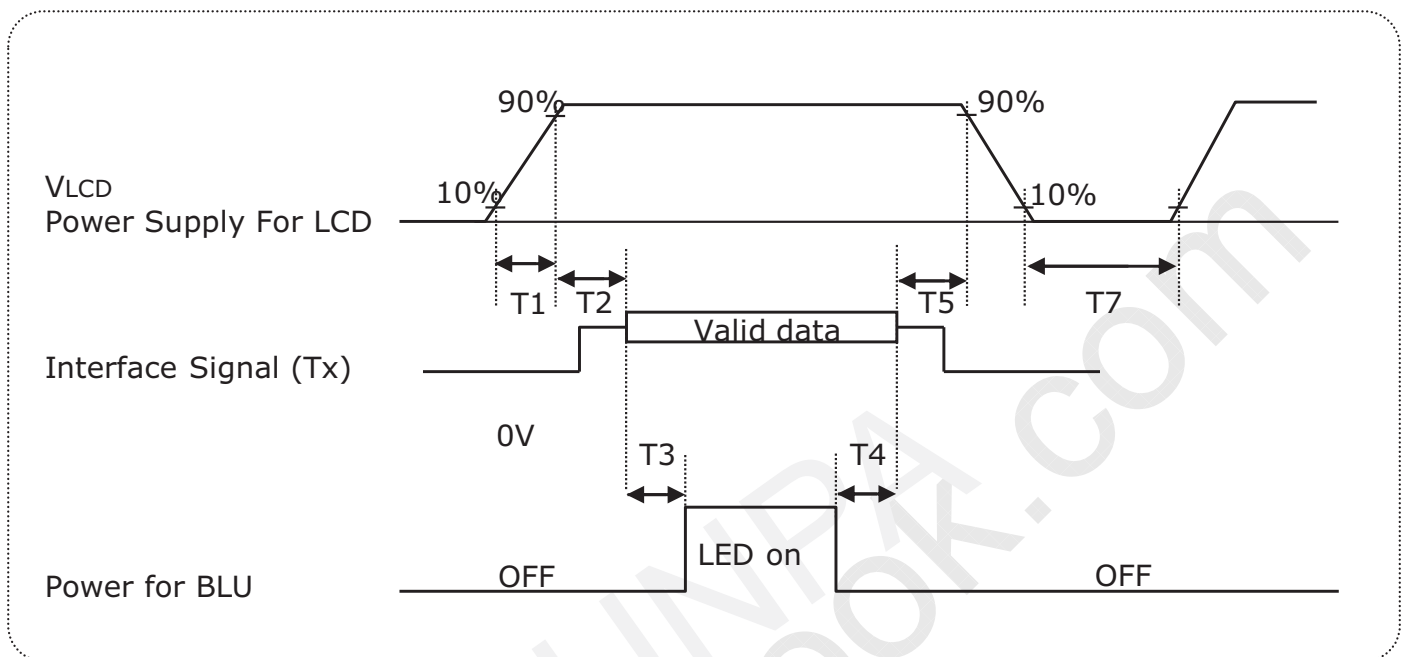 90%
90%
VLCD
10%
10%
Power Supply For LCD
T1
T2
T5
T7
Valid data
Interface Signal (Tx)
0V
T3
T4
LED on
OFF
OFF
Power for BLU